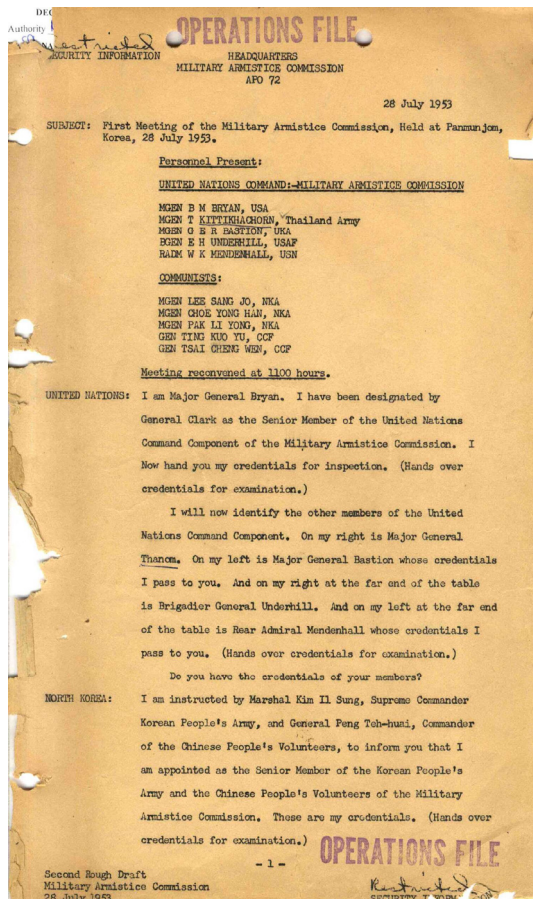 DEC
Authority
Restricted
OPERATIONS FILE
SECURITY INFORMATION
HEADQUARTERS
MILITARY ARMISTICE COMMISSION
APO 72
28 July 1953
SUBJECT: First Meeting of the Military Armistice Commission, Held at Panmunjom,
Korea, 28 July 1953.
Personnel Present:
UNITED NATIONS COMMAND:-MILITARY ARMISTICE COMMISSION
MGEN B M BRYAN, USA
MGEN T KITTIKHACHORN, Thailand Army
MGEN G E R BASTION, UKA
BGEN E H UNDERHILL, USAF
RADM W K MENDENHALL, USN
COMMUNISTS:
MGEN LEE SANG JO, NKA
MGEN CHOE YONG HAN, NKA
MGEN PAK LI YONG, NKA
GEN TING KUO YU, CCF
GEN TSAI CHENG WEN, CCF
Meeting reconvened at 1100 hours.
UNITED NATIONS: I am Major General Bryan. I have been designated by
General Clark as the Senior Member of the United Nations
Command Component of the Military Armistice Commission. I
Now hand you my credentials for inspection. (Hands over
credentials for examination.)
I will now identify the other members of the United
Nations Command Component. On my right is Major General
Thanom. On my left is Major General Bastion whose credentials
I pass to you. And on my right at the far end of the table
is Brigadier General Underhill. And on my left at the far end
of the table is Rear Admiral Mendenhall whose credentials I
pass to you. (Hands over credentials for examination.)
Do you have the credentials of your members?
NORTH KOREA: I am instructed by Marshal Kim Il Sung, Supreme Commander
Korean People's Army, and General Peng Teh-huai, Commander
of the Chinese People's Volunteers, to inform you that I
am appointed as the Senior Member of the Korean People's
Army and the Chinese People's Volunteers of the Military
Armistice Commission. These are my credentials. (Hands over
credentials for examination.)
OPERATIONS FILE
- 1 -
Second Rough Draft
Military Armistice Commission
28 July 1953
Restricted
SECURITY INFORMATION